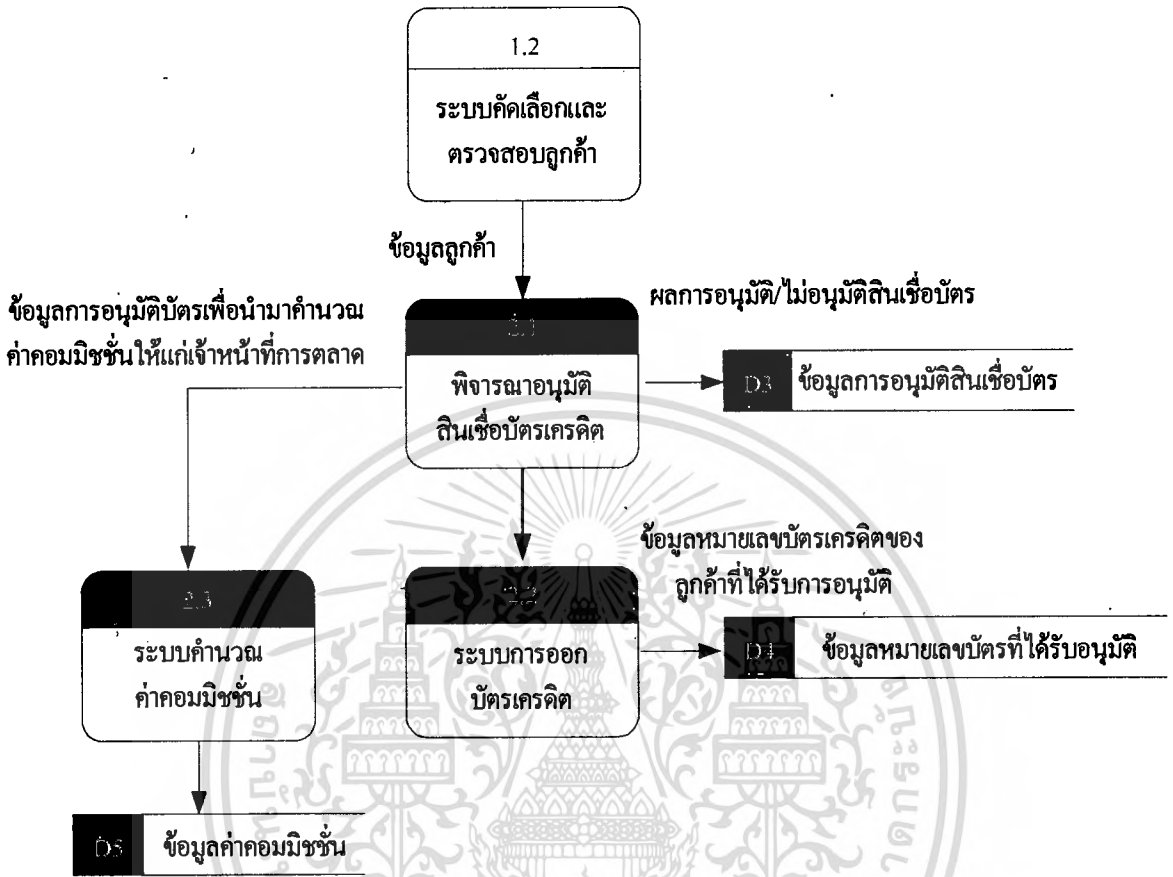 1.2
ระบบคัดเลือกและ
ตรวจสอบลูกค้า
ข้อมูลลูกค้า
ข้อมูลการอนุมัติบัตรเพื่อนำมาคำนวณ
ค่าคอมมิชชั่นให้แก่เจ้าหน้าที่การตลาด
ผลการอนุมัติ/ไม่อนุมัติสินเชื่อบัตร
2.1
พิจารณาอนุมัติ
สินเชื่อบัตรเครดิต
D3 ข้อมูลการอนุมัติสินเชื่อบัตร
ข้อมูลหมายเลขบัตรเครดิตของ
ลูกค้าที่ได้รับการอนุมัติ
2.3
ระบบคำนวณ
ค่าคอมมิชชั่น
2.2
ระบบการออก
บัตรเครดิต
D4 ข้อมูลหมายเลขบัตรที่ได้รับอนุมัติ
D5 ข้อมูลค่าคอมมิชชั่น